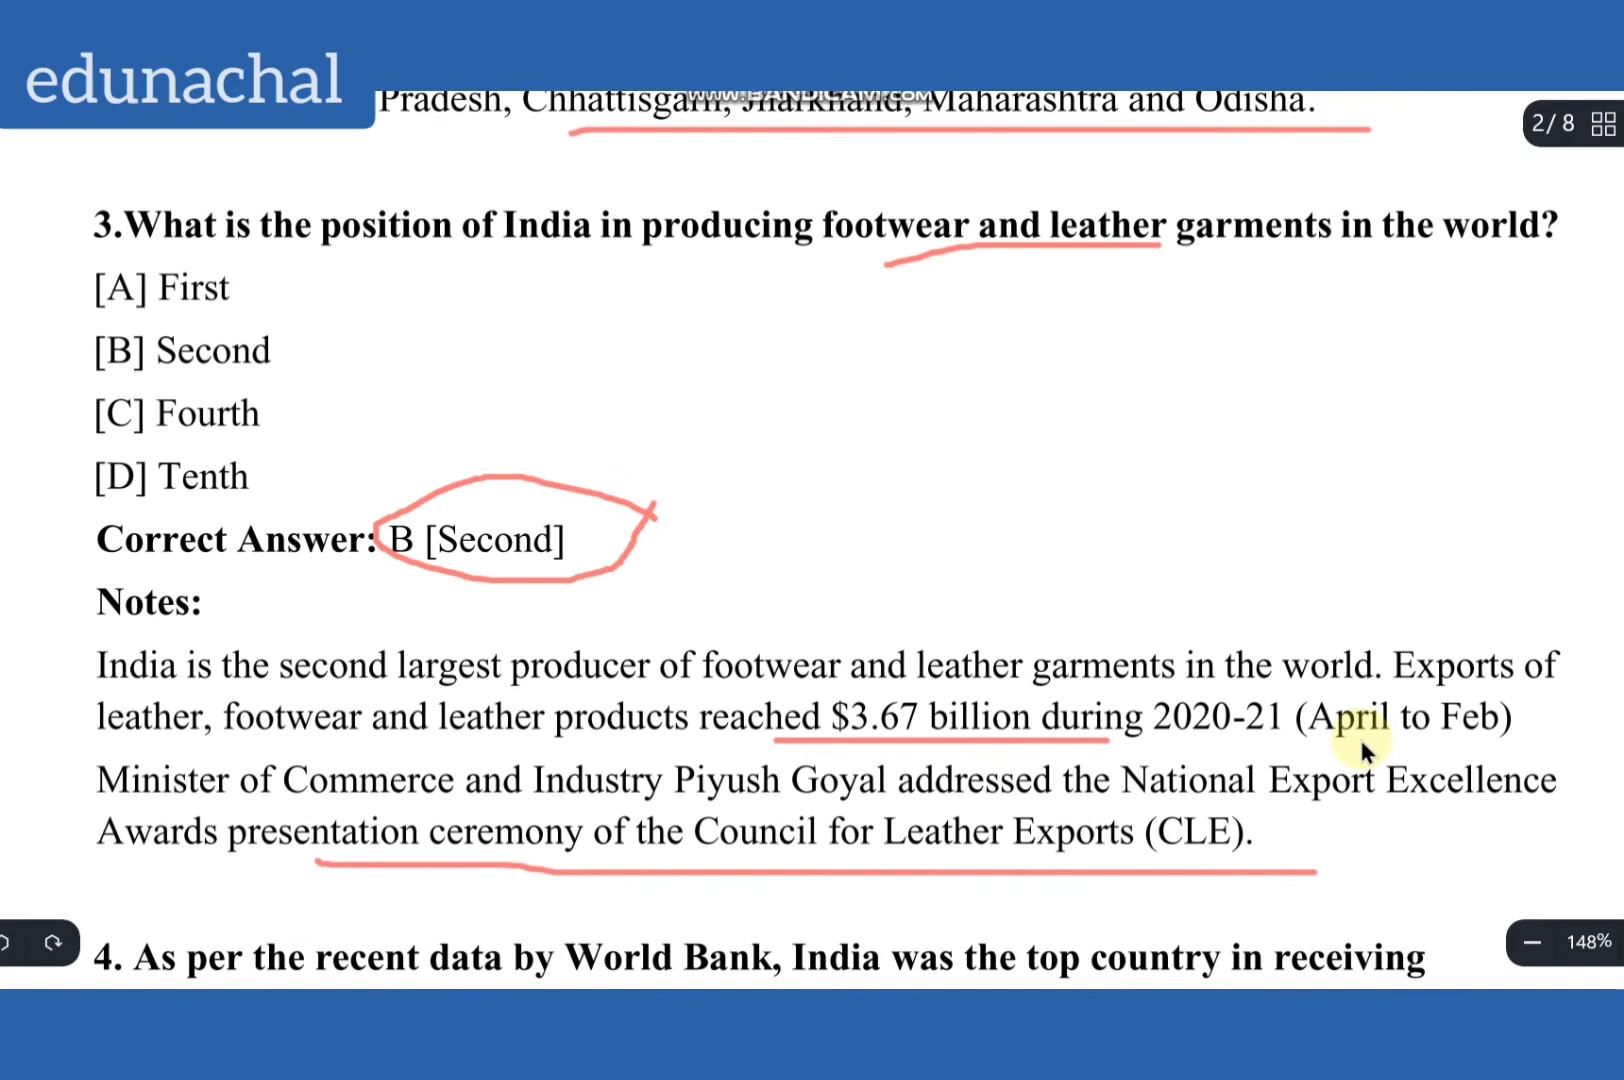 edunachal
Pradesh, Chhattisgarh, Jharkhand, Maharashtra and Odisha.
www.BANDICAM.com
2/8
3.What is the position of India in producing footwear and leather garments in the world?
[A] First
[B] Second
[C] Fourth
[D] Tenth
Correct Answer: B [Second]
Notes:
India is the second largest producer of footwear and leather garments in the world. Exports of
leather, footwear and leather products reached $3.67 billion during 2020-21 (April to Feb)
Minister of Commerce and Industry Piyush Goyal addressed the National Export Excellence
Awards presentation ceremony of the Council for Leather Exports (CLE).
4. As per the recent data by World Bank, India was the top country in receiving
148%